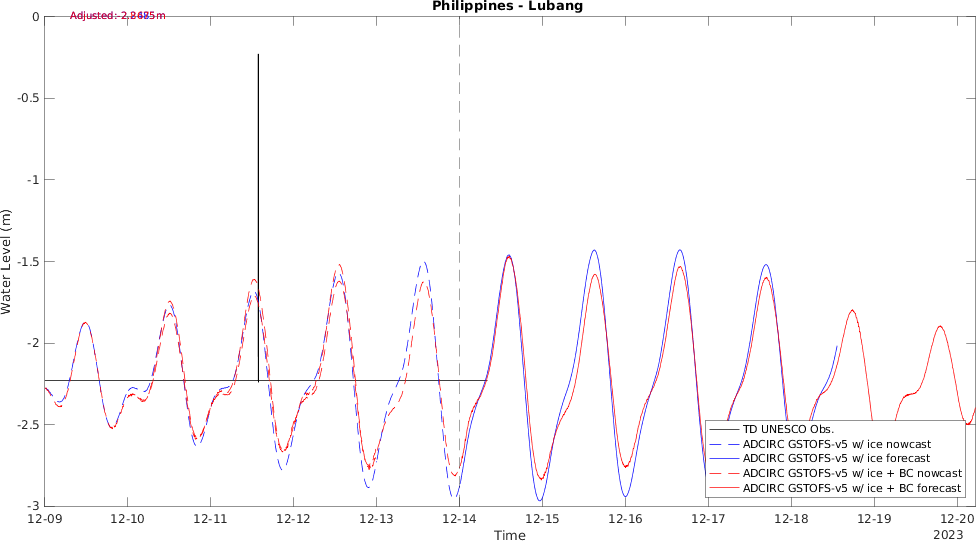 Philippines - Lubang
Adjusted:
0
-0.5
-1
-1.5
-2
-2.5
-3
Water Level (m)
TD UNESCO Obs.
ADCIRC GSTOFS-v5 w/ ice nowcast
ADCIRC GSTOFS-v5 w/ ice forecast
ADCIRC GSTOFS-v5 w/ ice + BC nowcast
ADCIRC GSTOFS-v5 w/ ice + BC forecast
12-09 12-10 12-11 12-12 12-13 12-14 12-15 12-16 12-17 12-18 12-19 12-20
Time
2023